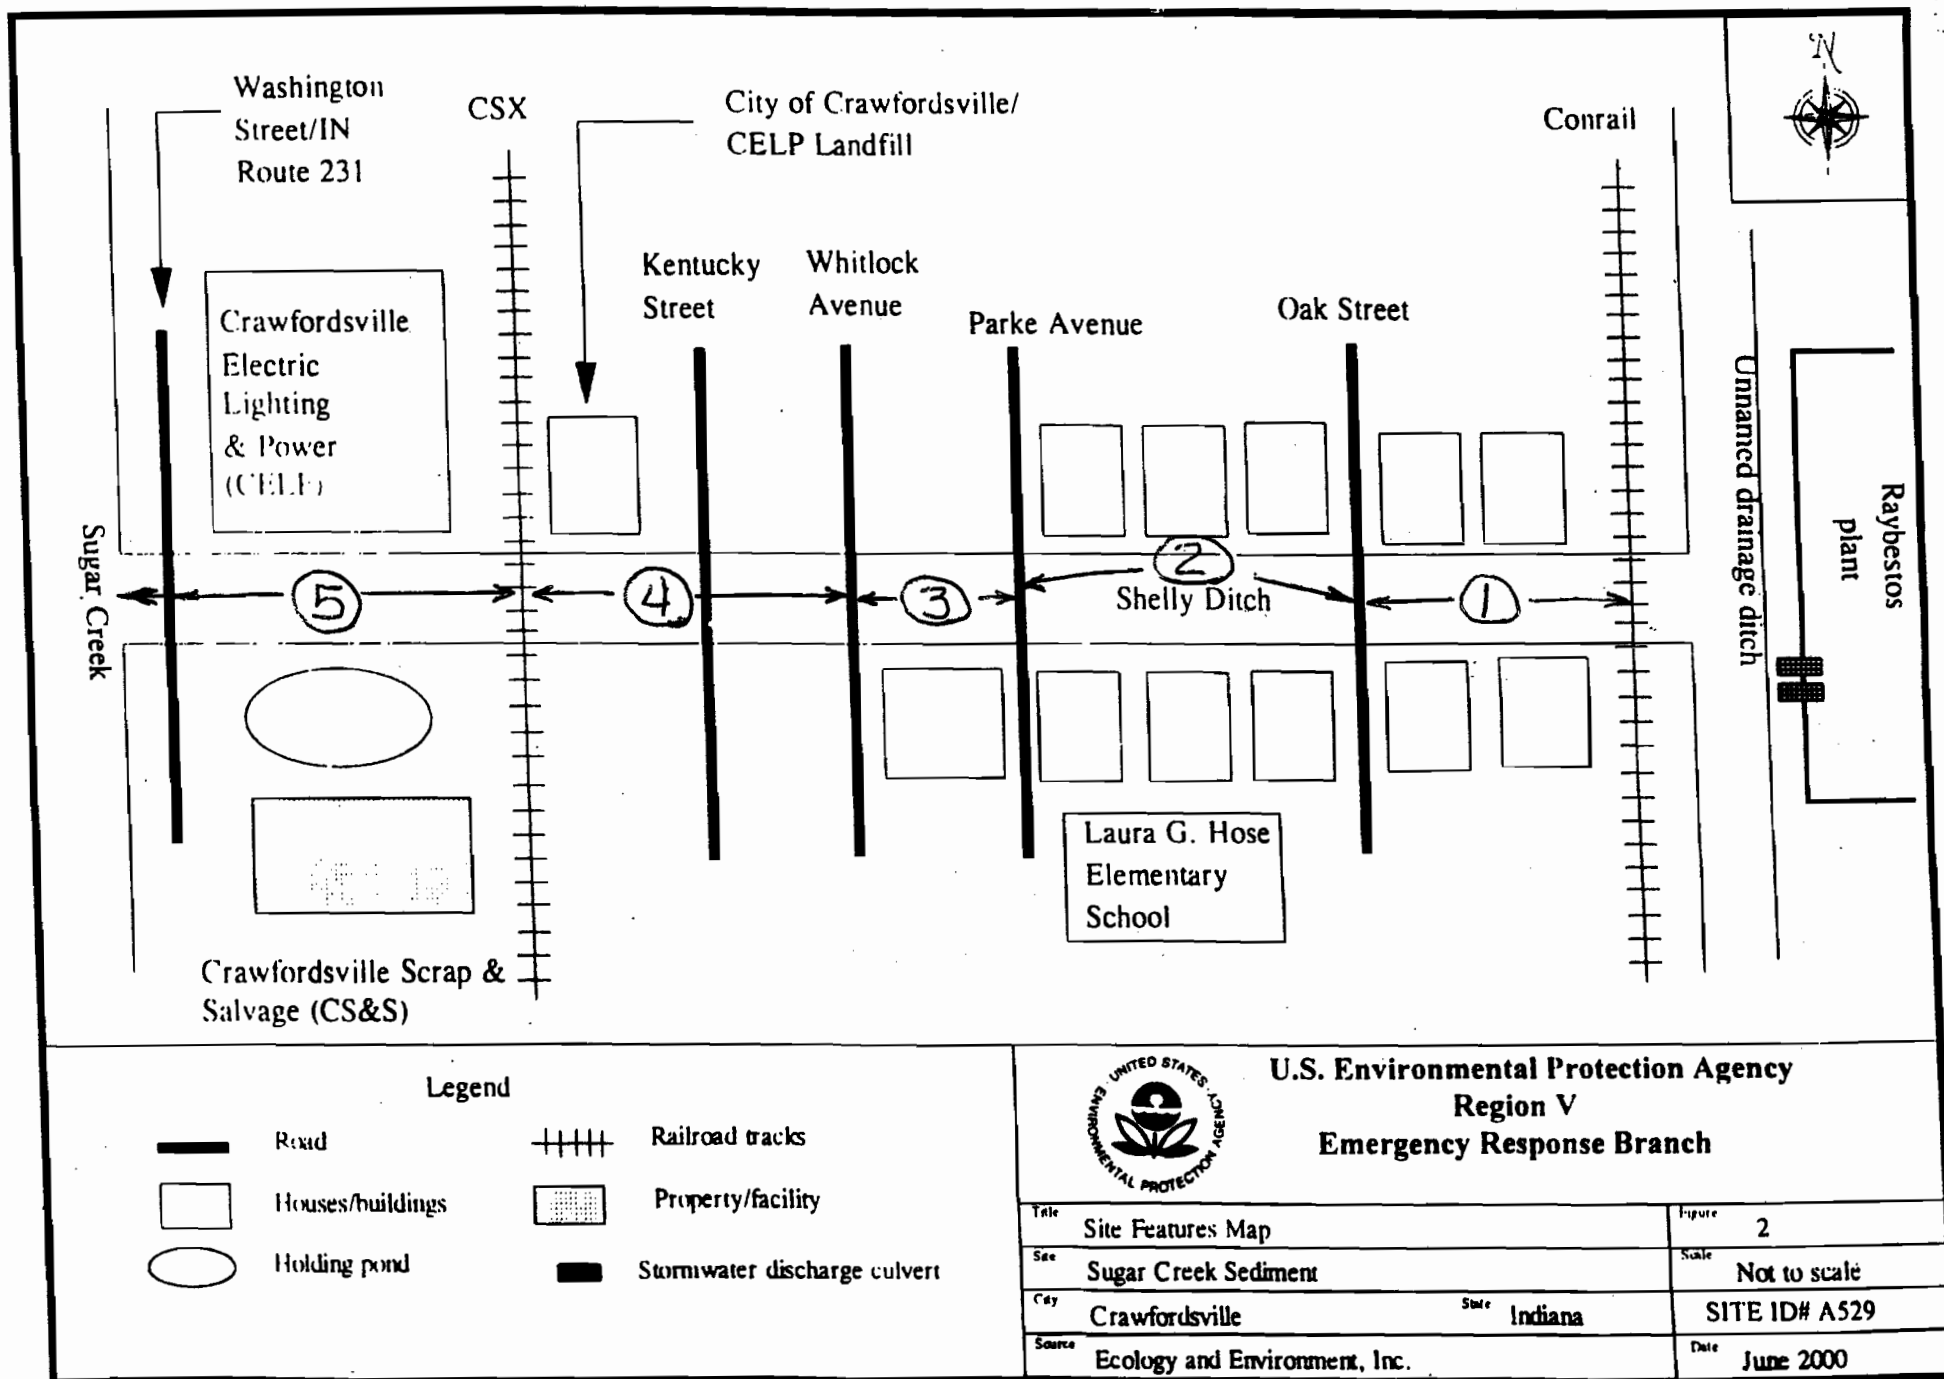 N
Washington
Street/IN
Route 231
CSX
City of Crawfordsville/
CELP Landfill
Conrail
Kentucky
Street
Whitlock
Avenue
Parke Avenue
Oak Street
Crawfordsville
Electric
Lighting
& Power
(CELP)
Unnamed drainage ditch
Raybestos
plant
Sugar Creek
5
4
3
2
1
Shelly Ditch
Laura G. Hose
Elementary
School
Crawfordsville Scrap &
Salvage (CS&S)
Legend
Road
Railroad tracks
Houses/buildings
Property/facility
Holding pond
Stormwater discharge culvert
UNITED STATES
ENVIRONMENTAL PROTECTION AGENCY
U.S. Environmental Protection Agency
Region V
Emergency Response Branch
Title Site Features Map
Figure 2
Site Sugar Creek Sediment
Scale Not to scale
City Crawfordsville
State Indiana
SITE ID# A529
Source Ecology and Environment, Inc.
Date June 2000